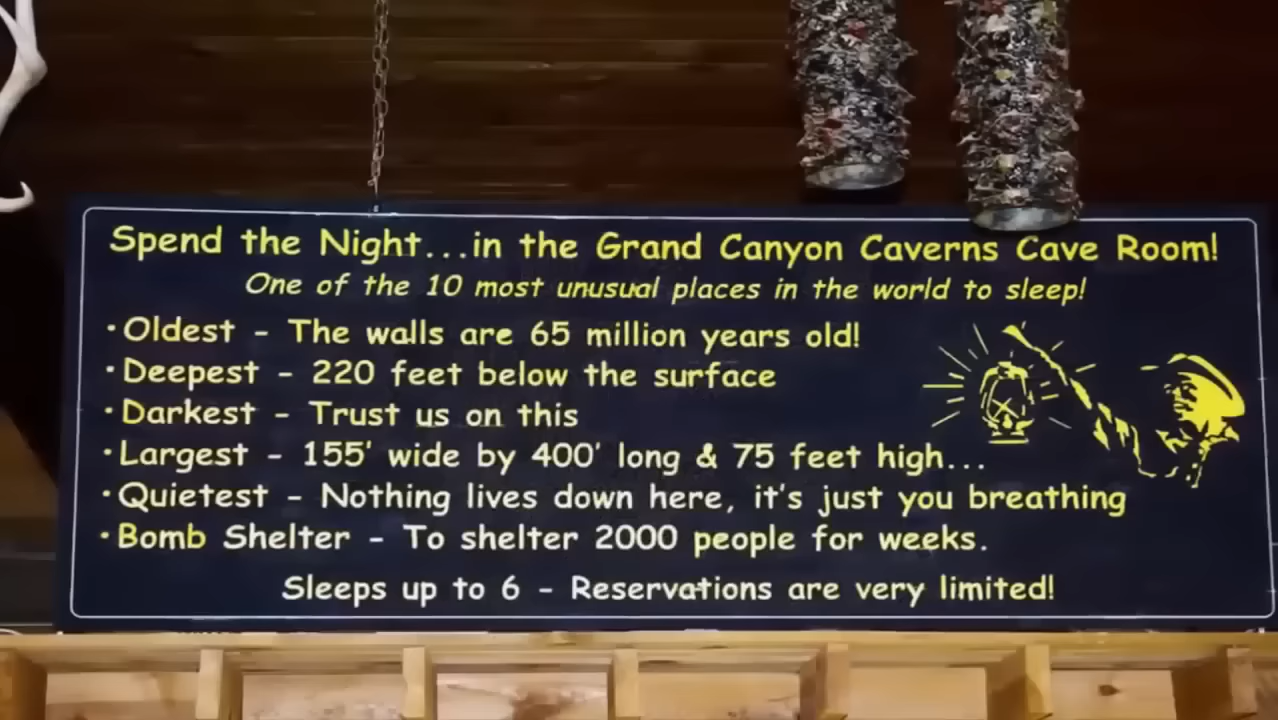 Spend the Night...in the Grand Canyon Caverns Cave Room!
One of the 10 most unusual places in the world to sleep!
• Oldest - The walls are 65 million years old!
• Deepest - 220 feet below the surface
• Darkest - Trust us on this
• Largest - 155' wide by 400' long & 75 feet high...
• Quietest - Nothing lives down here, it's just you breathing
• Bomb Shelter - To shelter 2000 people for weeks.
Sleeps up to 6 - Reservations are very limited!